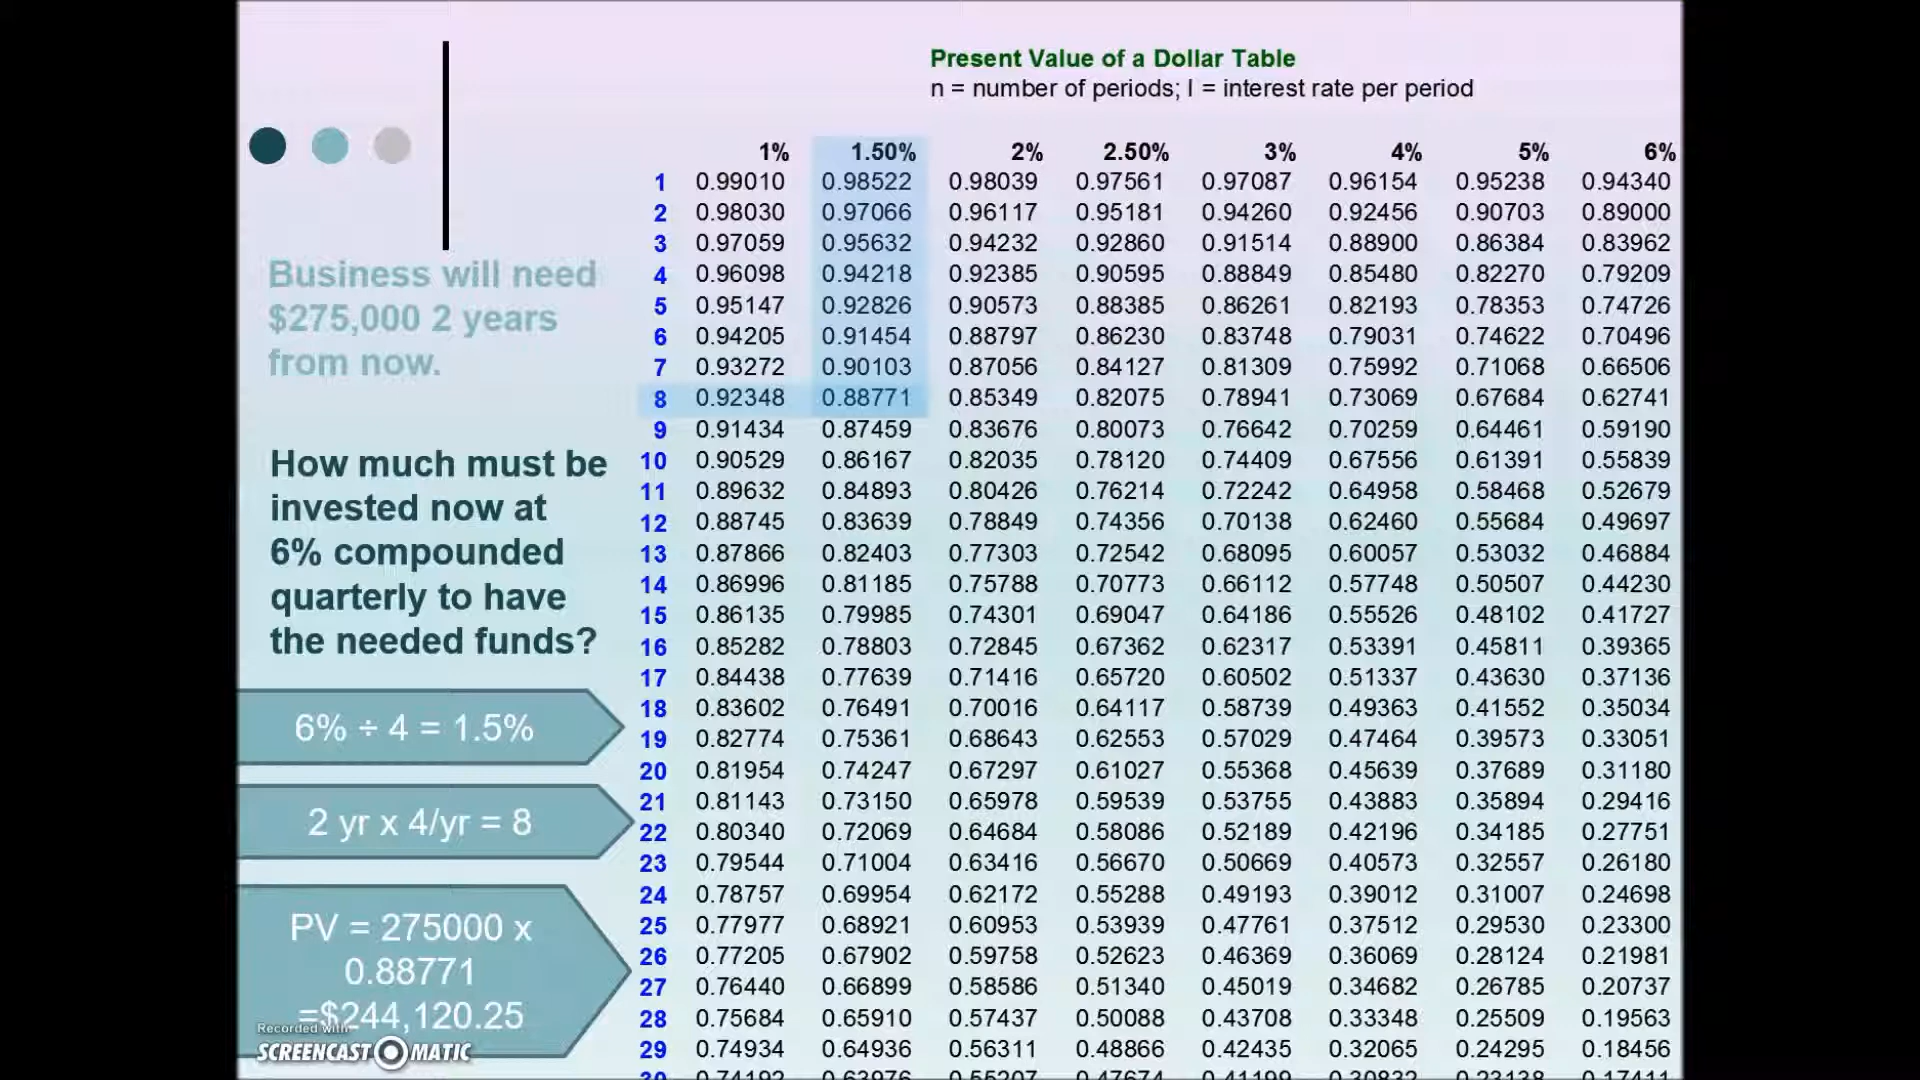 Present Value of a Dollar Table
n = number of periods; I = interest rate per period
Business will need
$275,000 2 years
from now.
How much must be
invested now at
6% compounded
quarterly to have
the needed funds?
6% ÷ 4 = 1.5%
2 yr x 4/yr = 8
PV = 275000 x
0.88771
=$244,120.25
Recorded with
SCREENCAST O MATIC
1% 1.50% 2% 2.50% 3% 4% 5% 6%
1 0.99010 0.98522 0.98039 0.97561 0.97087 0.96154 0.95238 0.94340
2 0.98030 0.97066 0.96117 0.95181 0.94260 0.92456 0.90703 0.89000
3 0.97059 0.95632 0.94232 0.92860 0.91514 0.88900 0.86384 0.83962
4 0.96098 0.94218 0.92385 0.90595 0.88849 0.85480 0.82270 0.79209
5 0.95147 0.92826 0.90573 0.88385 0.86261 0.82193 0.78353 0.74726
6 0.94205 0.91454 0.88797 0.86230 0.83748 0.79031 0.74622 0.70496
7 0.93272 0.90103 0.87056 0.84127 0.81309 0.75992 0.71068 0.66506
8 0.92348 0.88771 0.85349 0.82075 0.78941 0.73069 0.67684 0.62741
9 0.91434 0.87459 0.83676 0.80073 0.76642 0.70259 0.64461 0.59190
10 0.90529 0.86167 0.82035 0.78120 0.74409 0.67556 0.61391 0.55839
11 0.89632 0.84893 0.80426 0.76214 0.72242 0.64958 0.58468 0.52679
12 0.88745 0.83639 0.78849 0.74356 0.70138 0.62460 0.55684 0.49697
13 0.87866 0.82403 0.77303 0.72542 0.68095 0.60057 0.53032 0.46884
14 0.86996 0.81185 0.75788 0.70773 0.66112 0.57748 0.50507 0.44230
15 0.86135 0.79985 0.74301 0.69047 0.64186 0.55526 0.48102 0.41727
16 0.85282 0.78803 0.72845 0.67362 0.62317 0.53391 0.45811 0.39365
17 0.84438 0.77639 0.71416 0.65720 0.60502 0.51337 0.43630 0.37136
18 0.83602 0.76491 0.70016 0.64117 0.58739 0.49363 0.41552 0.35034
19 0.82774 0.75361 0.68643 0.62553 0.57029 0.47464 0.39573 0.33051
20 0.81954 0.74247 0.67297 0.61027 0.55368 0.45639 0.37689 0.31180
21 0.81143 0.73150 0.65978 0.59539 0.53755 0.43883 0.35894 0.29416
22 0.80340 0.72069 0.64684 0.58086 0.52189 0.42196 0.34185 0.27751
23 0.79544 0.71004 0.63416 0.56670 0.50669 0.40573 0.32557 0.26180
24 0.78757 0.69954 0.62172 0.55288 0.49193 0.39012 0.31007 0.24698
25 0.77977 0.68921 0.60953 0.53939 0.47761 0.37512 0.29530 0.23300
26 0.77205 0.67902 0.59758 0.52623 0.46369 0.36069 0.28124 0.21981
27 0.76440 0.66899 0.58586 0.51340 0.45019 0.34682 0.26785 0.20737
28 0.75684 0.65910 0.57437 0.50088 0.43708 0.33348 0.25509 0.19563
29 0.74934 0.64936 0.56311 0.48866 0.42435 0.32065 0.24295 0.18456